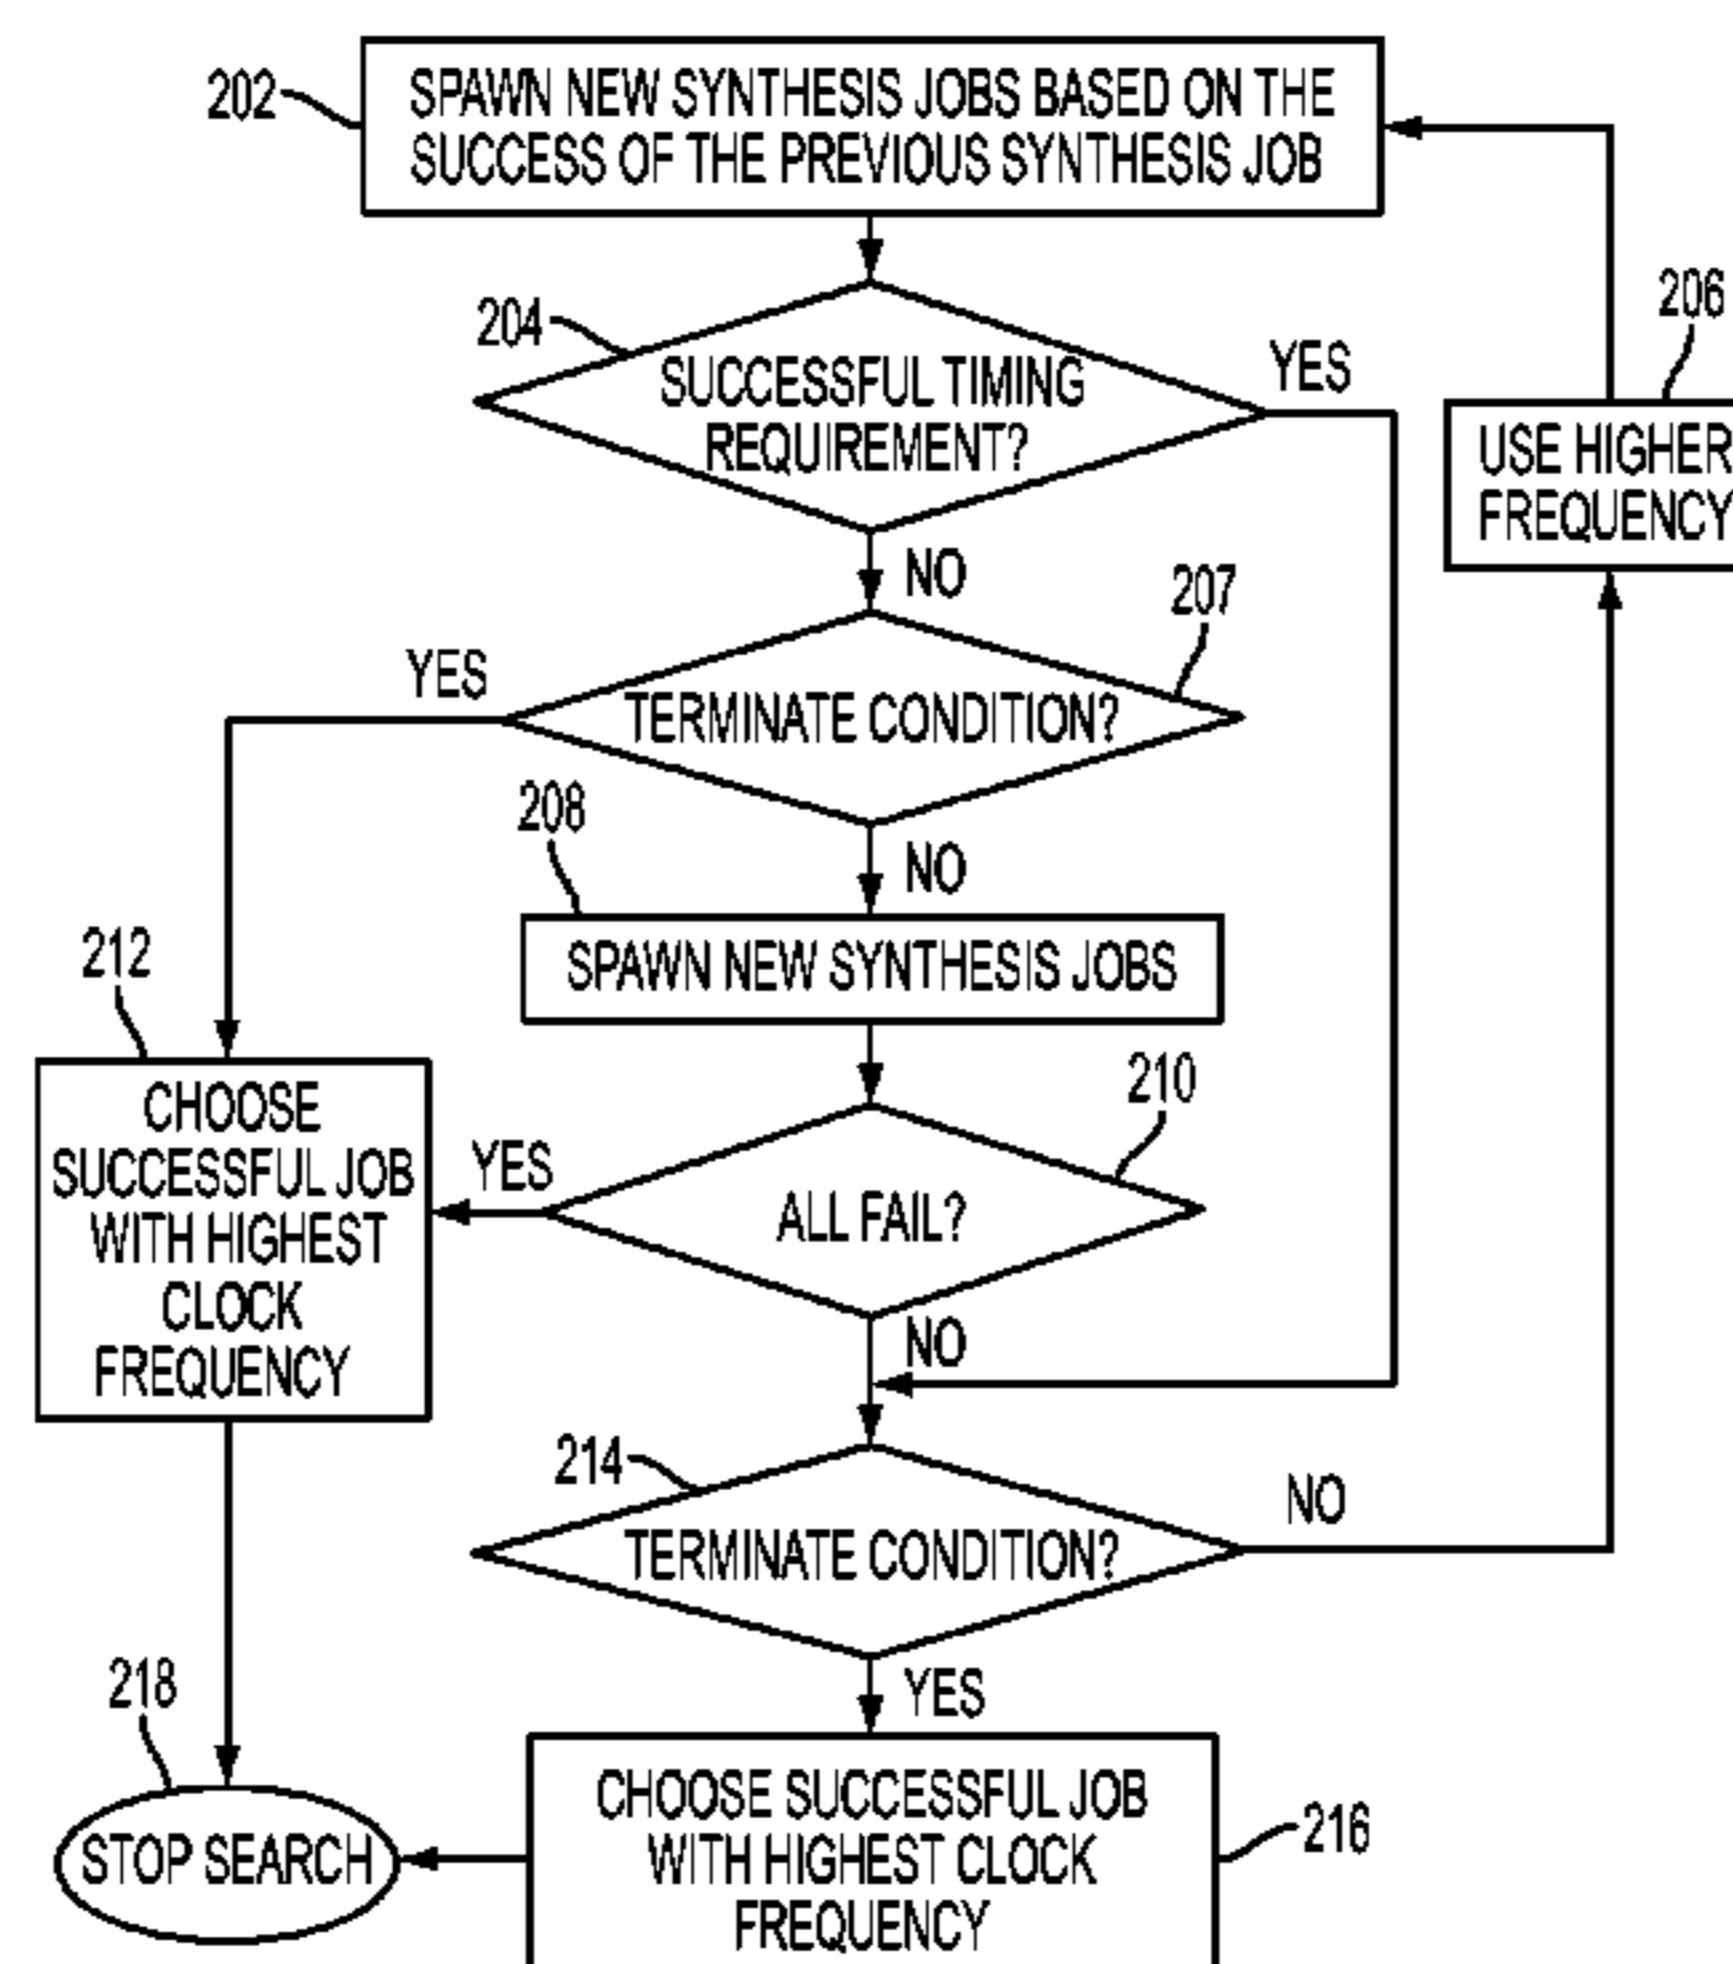 202
SPAWN NEW SYNTHESIS JOBS BASED ON THE
SUCCESS OF THE PREVIOUS SYNTHESIS JOB
204
SUCCESSFUL TIMING
REQUIREMENT?
YES
206
USE HIGHER
FREQUENCY
NO
207
YES
TERMINATE CONDITION?
208
NO
SPAWN NEW SYNTHESIS JOBS
212
CHOOSE
SUCCESSFUL JOB
WITH HIGHEST
CLOCK
FREQUENCY
210
YES
ALL FAIL?
NO
214
TERMINATE CONDITION?
NO
YES
218
STOP SEARCH
CHOOSE SUCCESSFUL JOB
WITH HIGHEST CLOCK
FREQUENCY
216